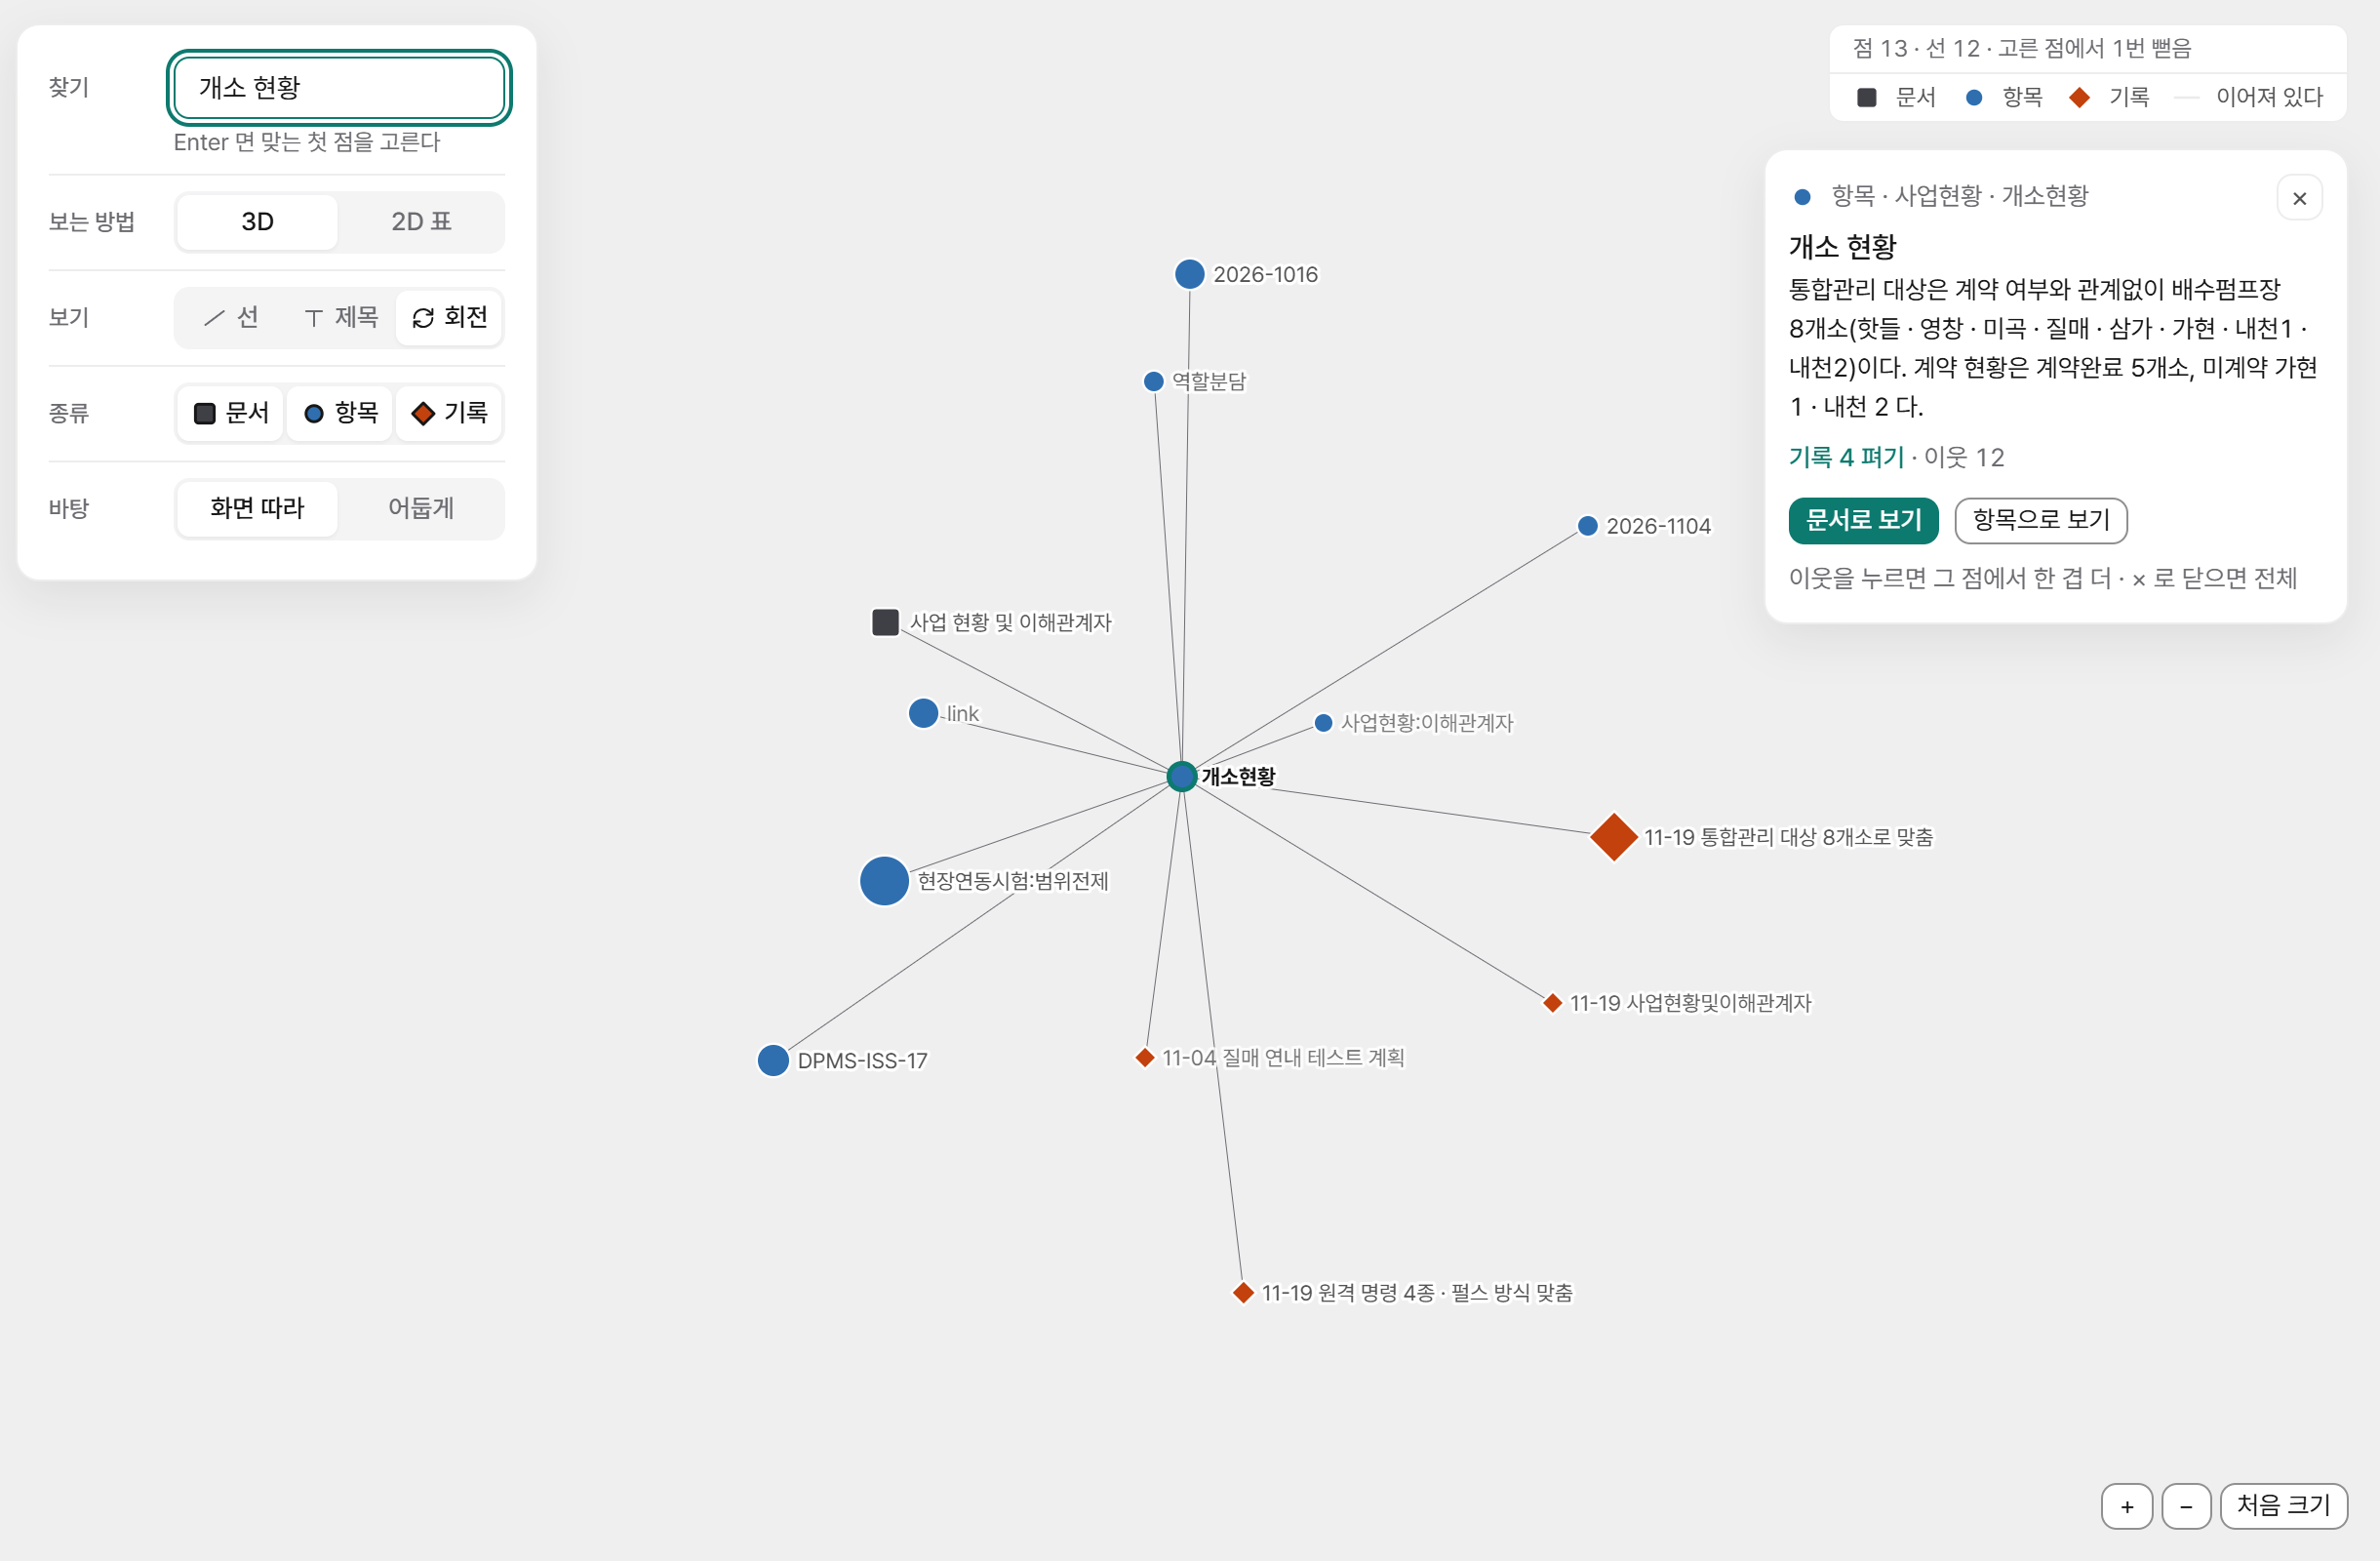 찾기
개소 현황
Enter 면 맞는 첫 점을 고른다
보는 방법
3D
2D 표
보기
선
제목
회전
종류
문서
항목
기록
바탕
화면 따라
어둡게
점 13 · 선 12 · 고른 점에서 1번 뻗음
문서
항목
기록
이어져 있다
항목 · 사업현황 · 개소현황
×
개소 현황
통합관리 대상은 계약 여부와 관계없이 배수펌프장
8개소(핫들 · 영창 · 미곡 · 질매 · 삼가 · 가현 · 내천1 ·
내천2)이다. 계약 현황은 계약완료 5개소, 미계약 가현
1 · 내천 2 다.
기록 4 펴기 · 이웃 12
문서로 보기
항목으로 보기
이웃을 누르면 그 점에서 한 겹 더 · × 로 닫으면 전체
2026-1016
역할분담
2026-1104
사업 현황 및 이해관계자
link
사업현황:이해관계자
개소현황
11-19 통합관리 대상 8개소로 맞춤
현장연동시험:범위전제
11-19 사업현황및이해관계자
DPMS-ISS-17
11-04 질매 연내 테스트 계획
11-19 원격 명령 4종 · 펄스 방식 맞춤
+
−
처음 크기